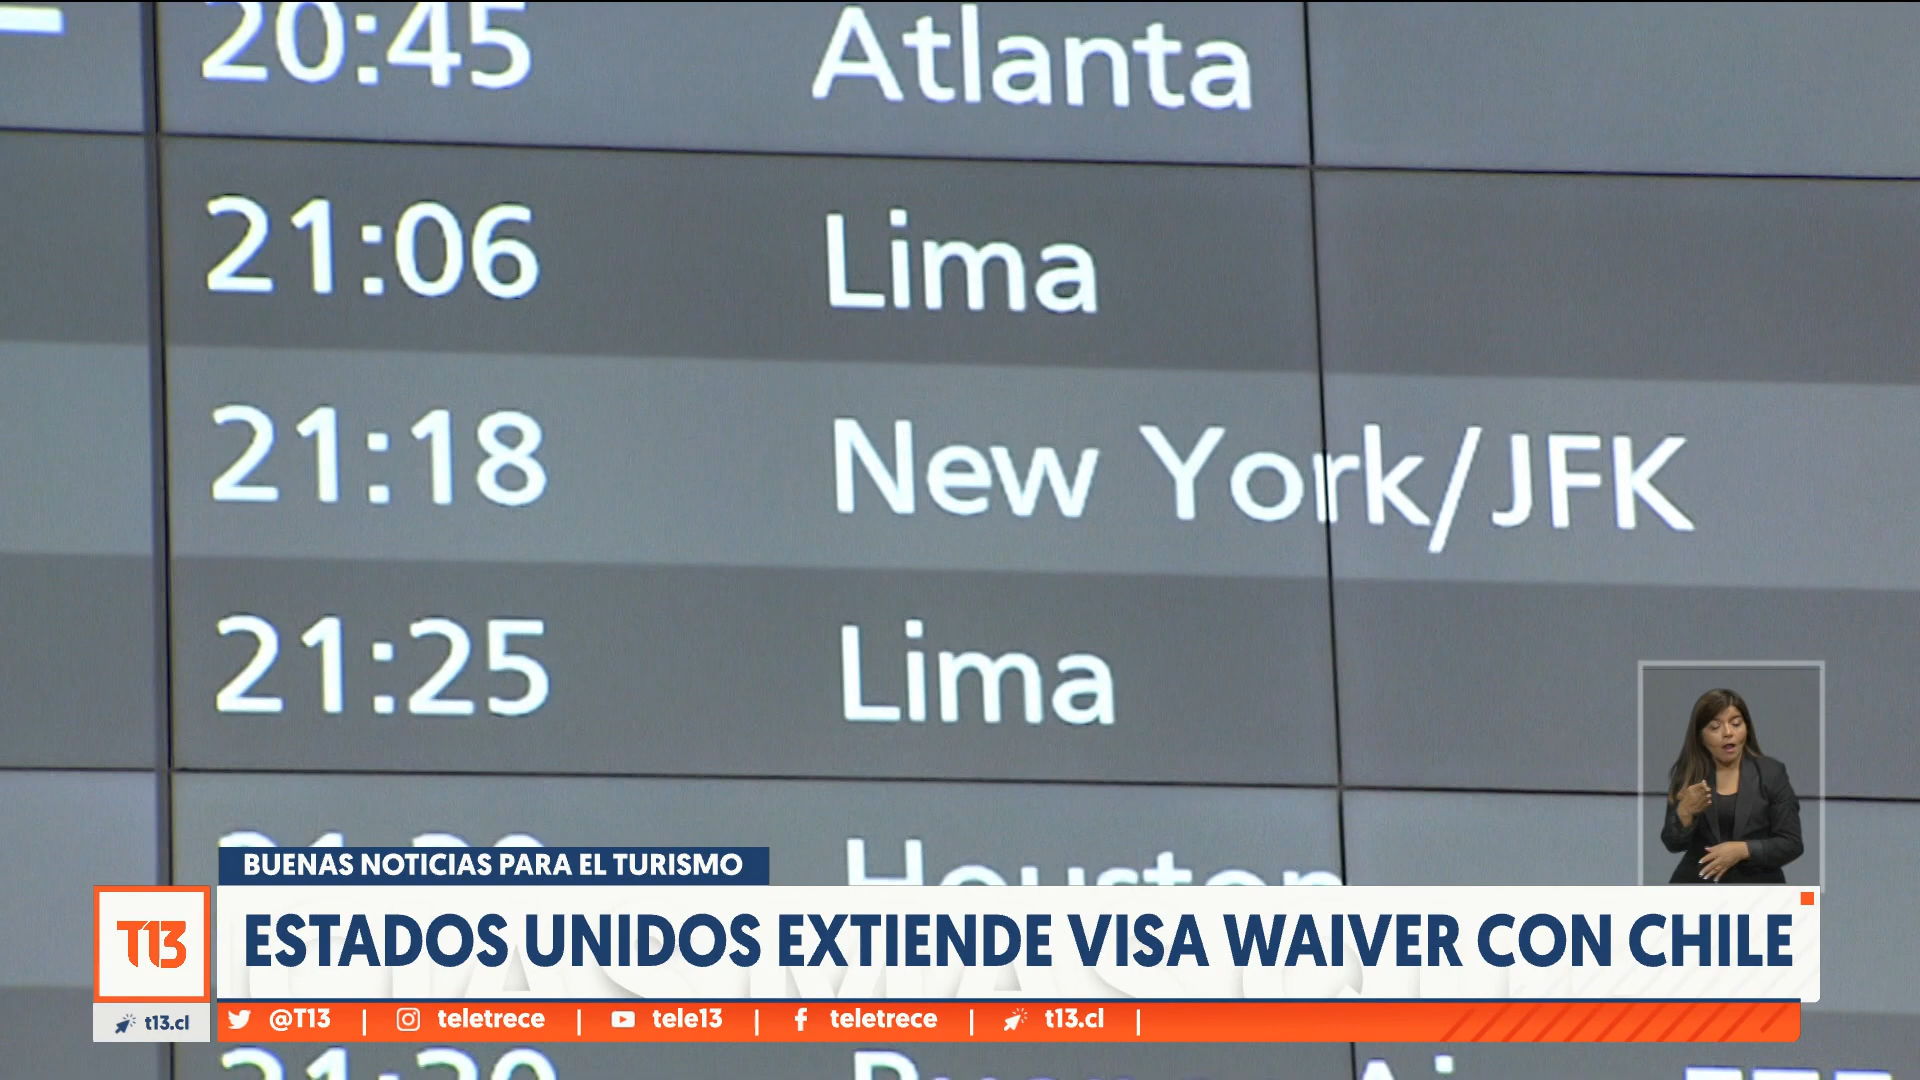 20:45 Atlanta
21:06 Lima
21:18 New York/JFK
21:25 Lima
Houston
BUENAS NOTICIAS PARA EL TURISMO
T13 ESTADOS UNIDOS EXTIENDE VISA WAIVER CON CHILE
t13.cl @T13 | teletrece | tele13 | teletrece | t13.cl |